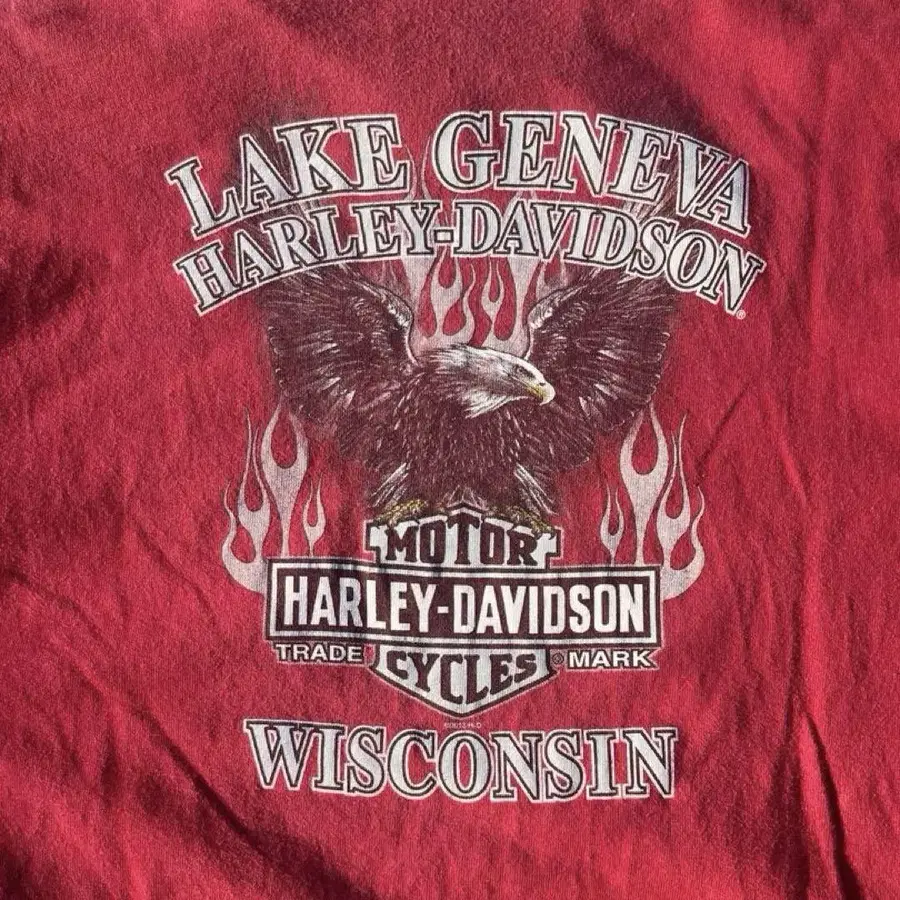 LAKE GENEVA
HARLEY-DAVIDSON®
MOTOR
HARLEY-DAVIDSON
TRADE ® MARK
CYCLES
WISCONSIN